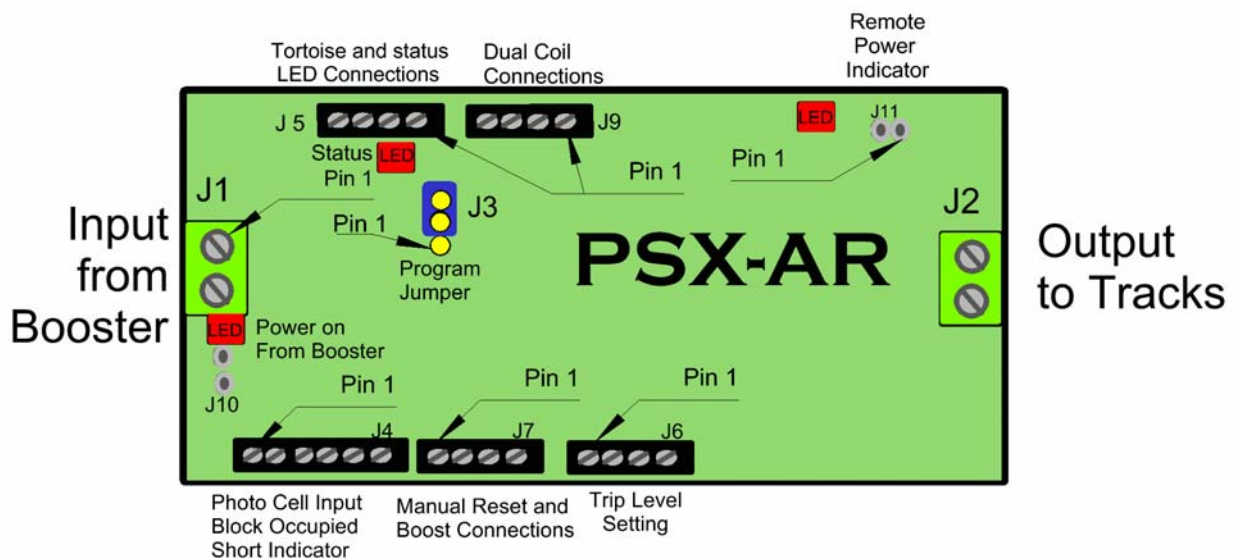 Tortoise and status
LED Connections
Dual Coil
Connections
Remote
Power
Indicator
J 5
J9
LED
J11
Status
LED
Pin 1
Pin 1
Pin 1
J1
Pin 1
J3
J2
Input
from
Booster
Program
Jumper
PSX-AR
Output
to Tracks
LED
Power on
From Booster
J10
Pin 1
Pin 1
Pin 1
J4
J7
J6
Photo Cell Input
Block Occupied
Short Indicator
Manual Reset and
Boost Connections
Trip Level
Setting